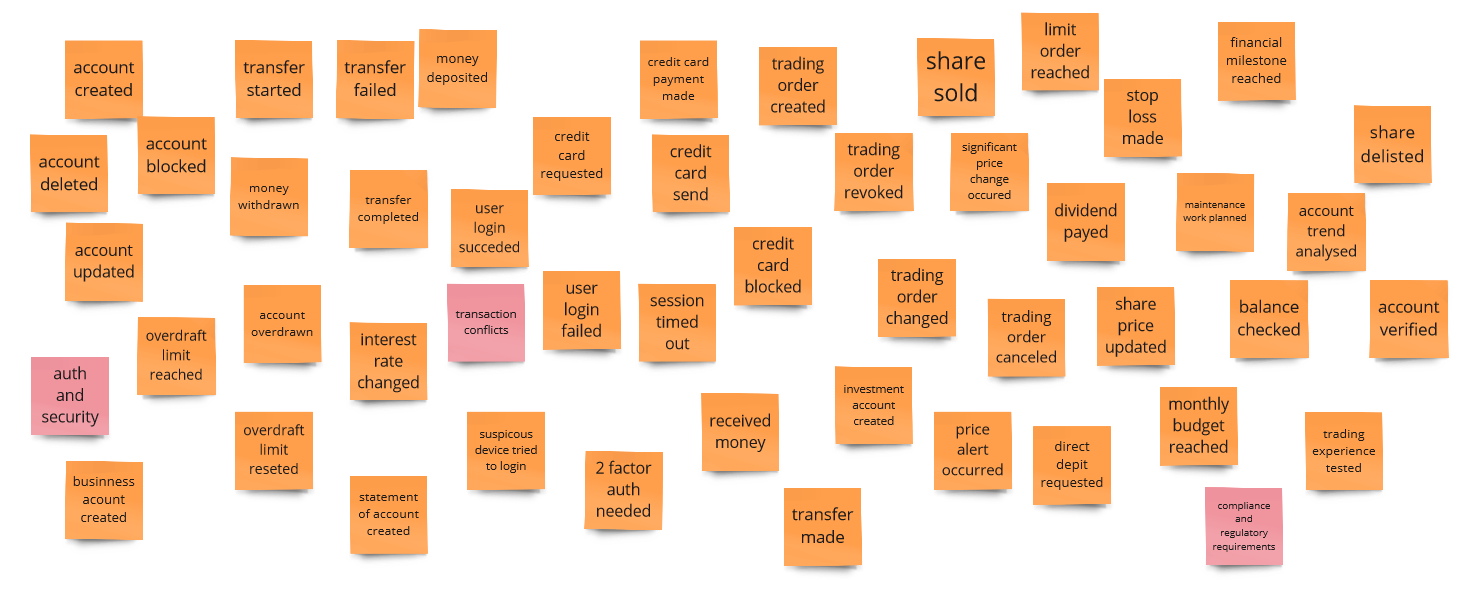 account
created
transfer
started
transfer
failed
money
deposited
credit card
payment
made
trading
order
created
share
sold
limit
order
reached
financial
milestone
reached
account
deleted
account
blocked
money
withdrawn
transfer
completed
user
login
succeded
credit
card
requested
credit
card
send
trading
order
revoked
significant
price
change
occured
stop
loss
made
share
delisted
account
updated
dividend
payed
maintenance
work planned
account
trend
analysed
credit
card
blocked
overdraft
limit
reached
account
overdrawn
interest
rate
changed
transaction
conflicts
user
login
failed
session
timed
out
trading
order
changed
trading
order
canceled
share
price
updated
balance
checked
account
verified
auth
and
security
overdraft
limit
reseted
suspicous
device tried
to login
received
money
investment
account
created
price
alert
occurred
direct
depit
requested
monthly
budget
reached
trading
experience
tested
businness
acount
created
statement
of account
created
2 factor
auth
needed
transfer
made
compliance
and
regulatory
requirements